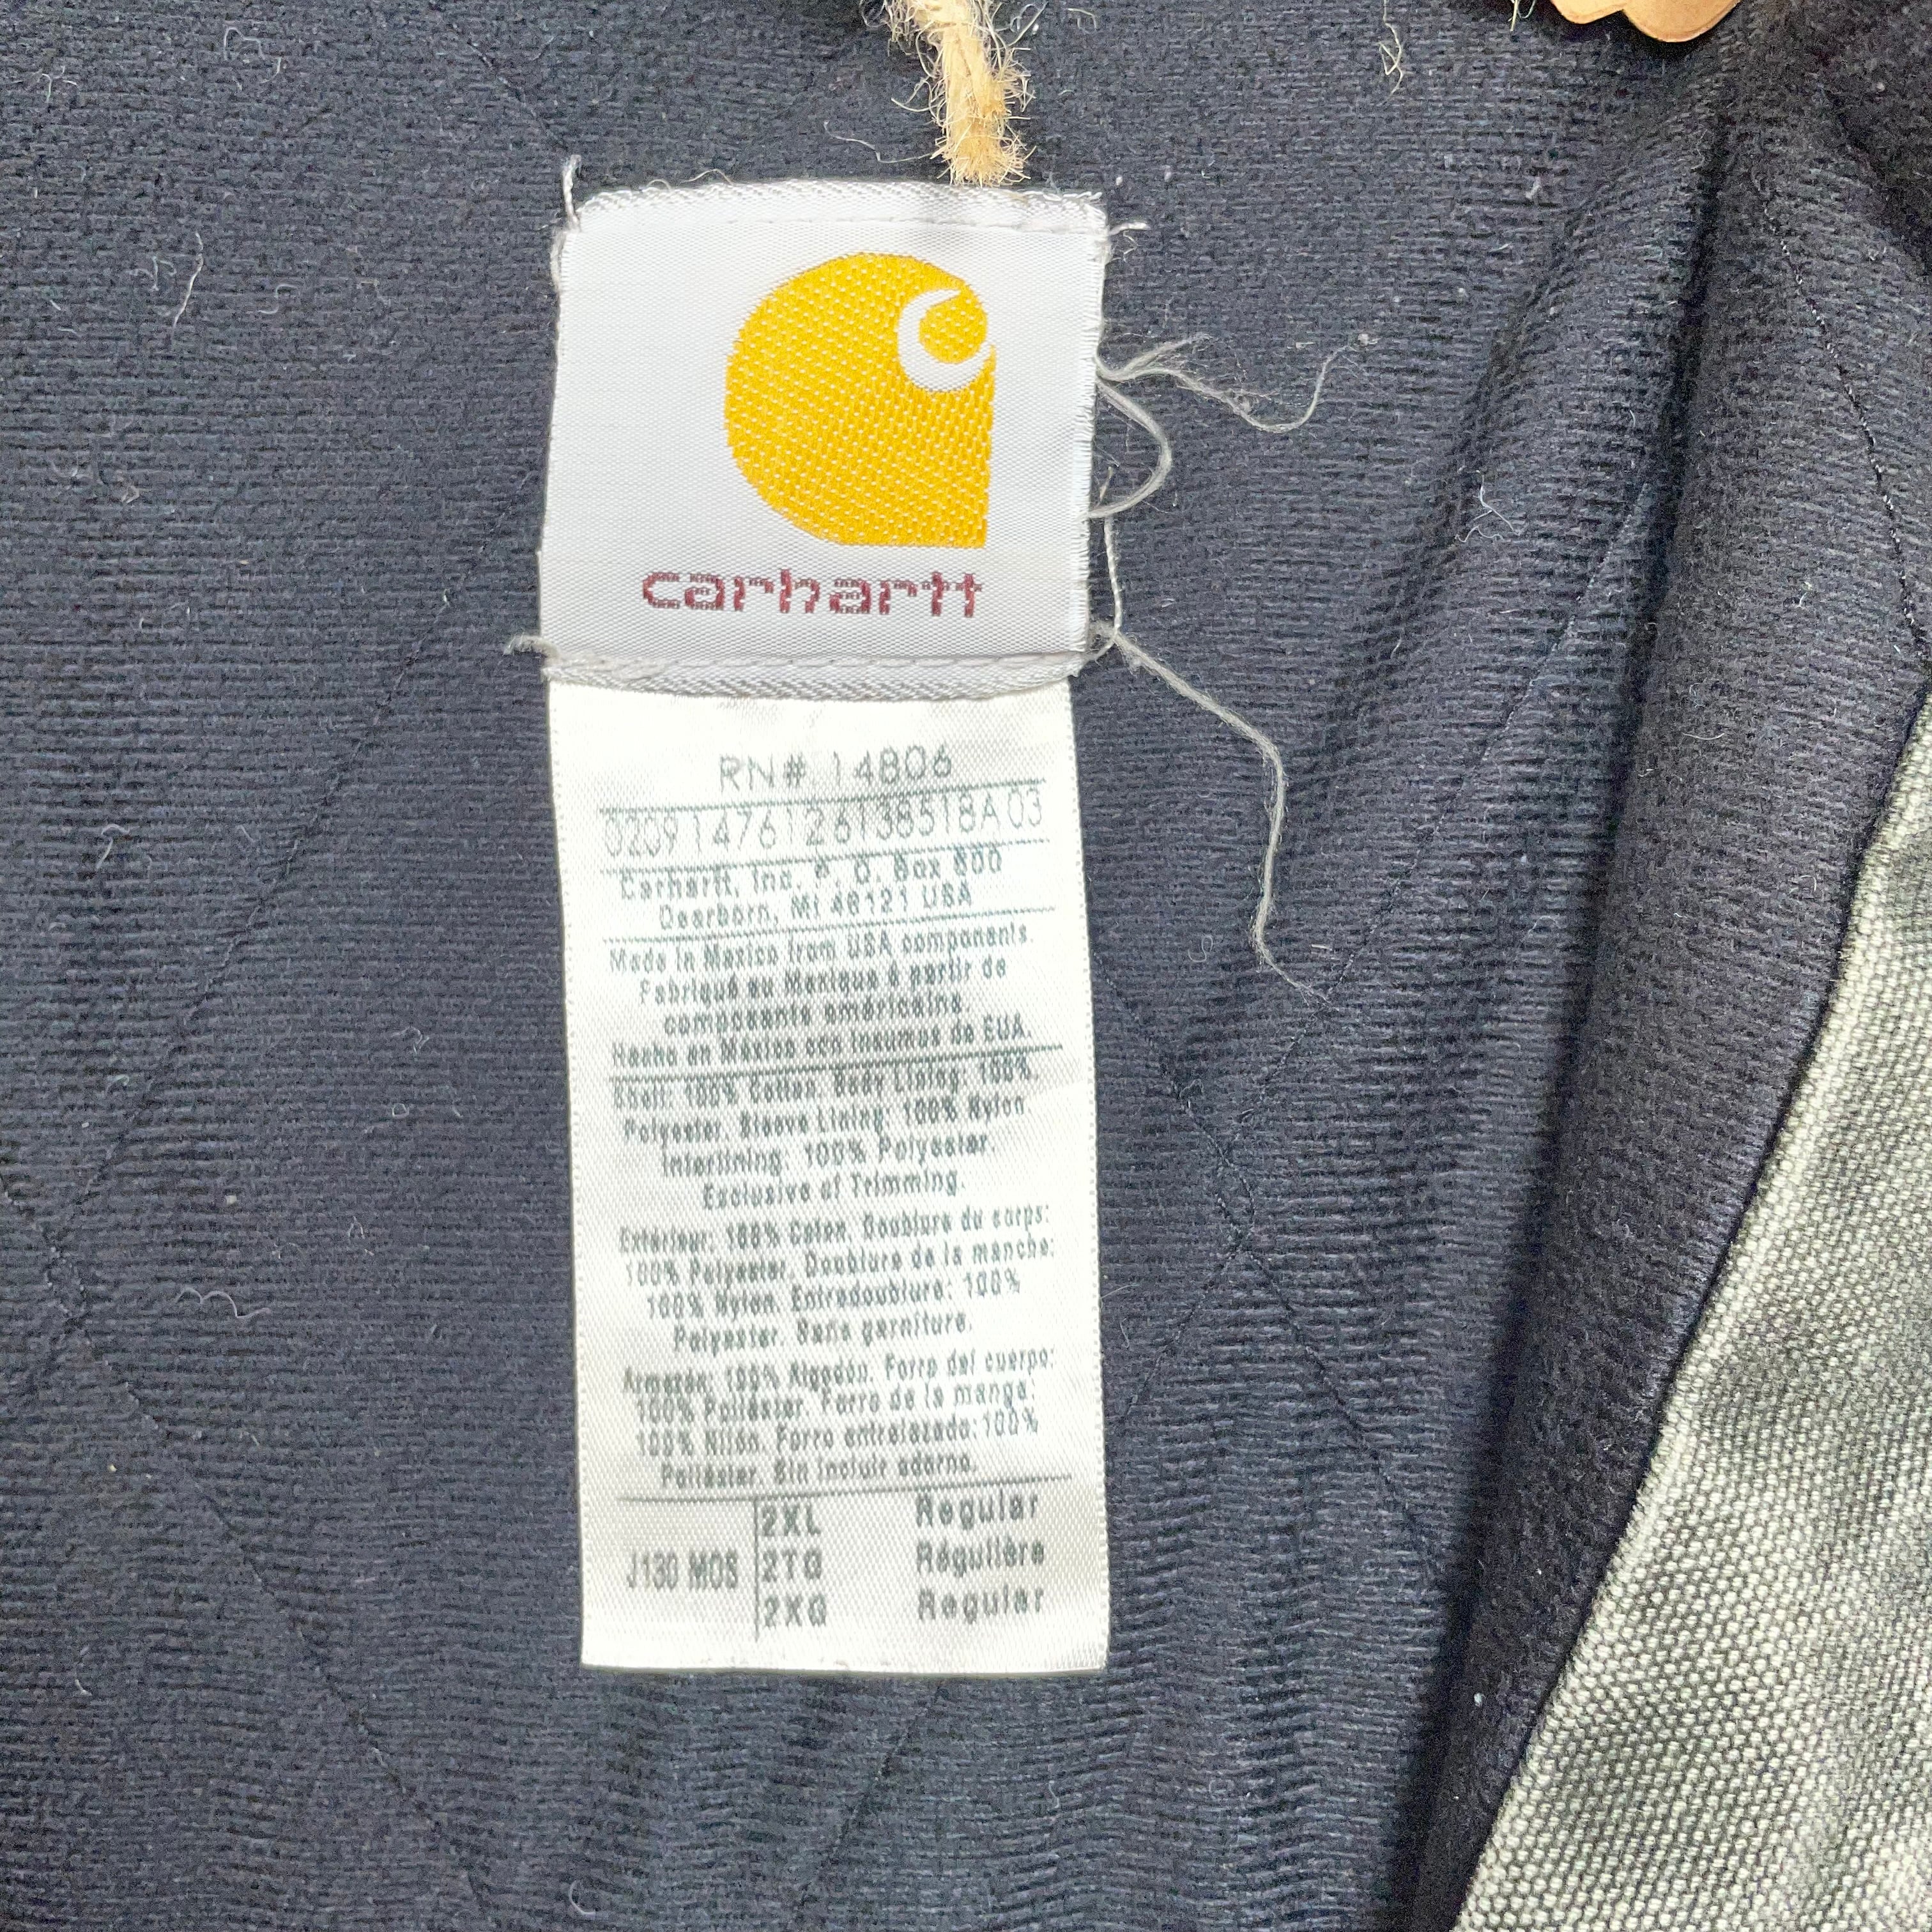 carhartt
RN# 14806
0209147612613851BA03
Carhartt, Inc. P. O. Box 600
Dearborn, MI 48121 USA
Made in Mexico from USA components.
Fabriqué au Mexique à partir de
composants américains.
Hecho en Mexico con insumos de EUA.
Shell: 100% Cotton. Body Lining: 100%
Polyester. Sleeve Lining: 100% Nylon.
Interlining: 100% Polyester.
Exclusive of Trimming.
Extérieur: 100% Coton. Doublure du corps:
100% Polyester. Doublure de la manche:
100% Nylon. Entredoublure: 100%
Polyester. Sans garniture.
Armazón: 100% Algodón. Forro del cuerpo:
100% Poliéster. Forro de la manga:
100% Nilón. Forro entrelazado: 100%
Poliéster. Sin incluir adorno.
J130 MOS
2XL Regular
2TG Régulière
2XG Regular